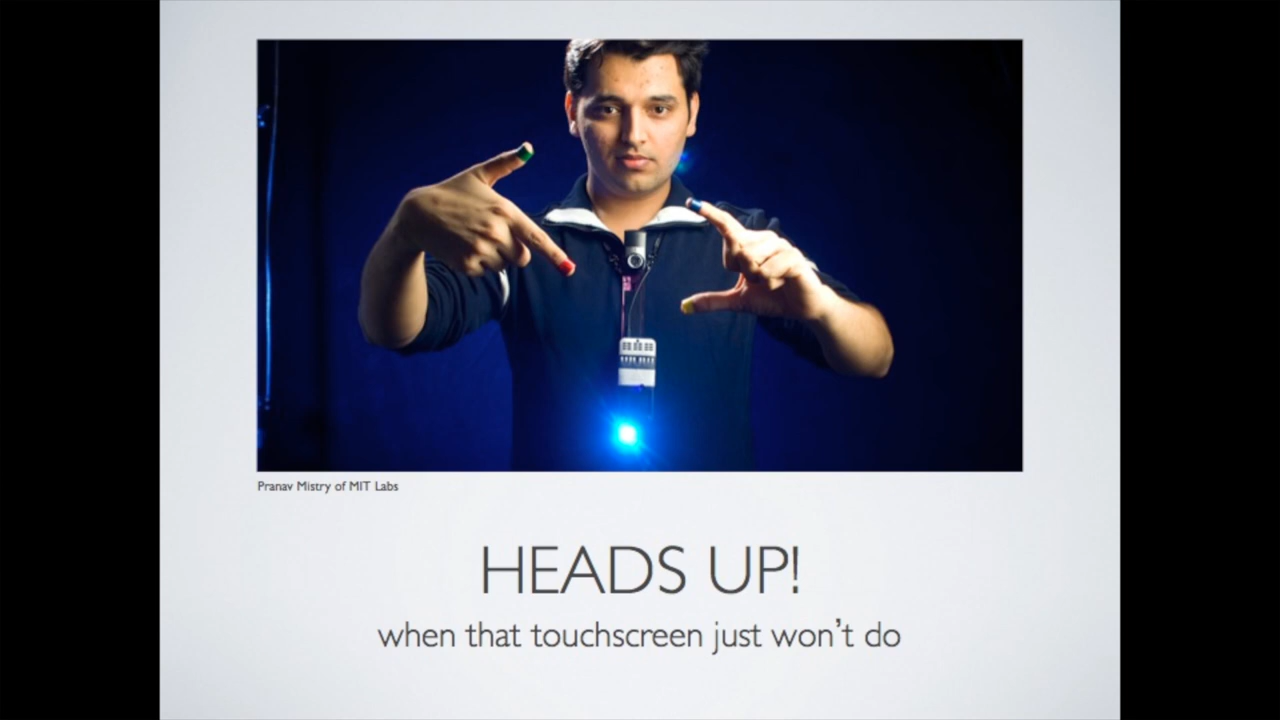 Pranav Mistry of MIT Labs
HEADS UP!
when that touchscreen just won’t do